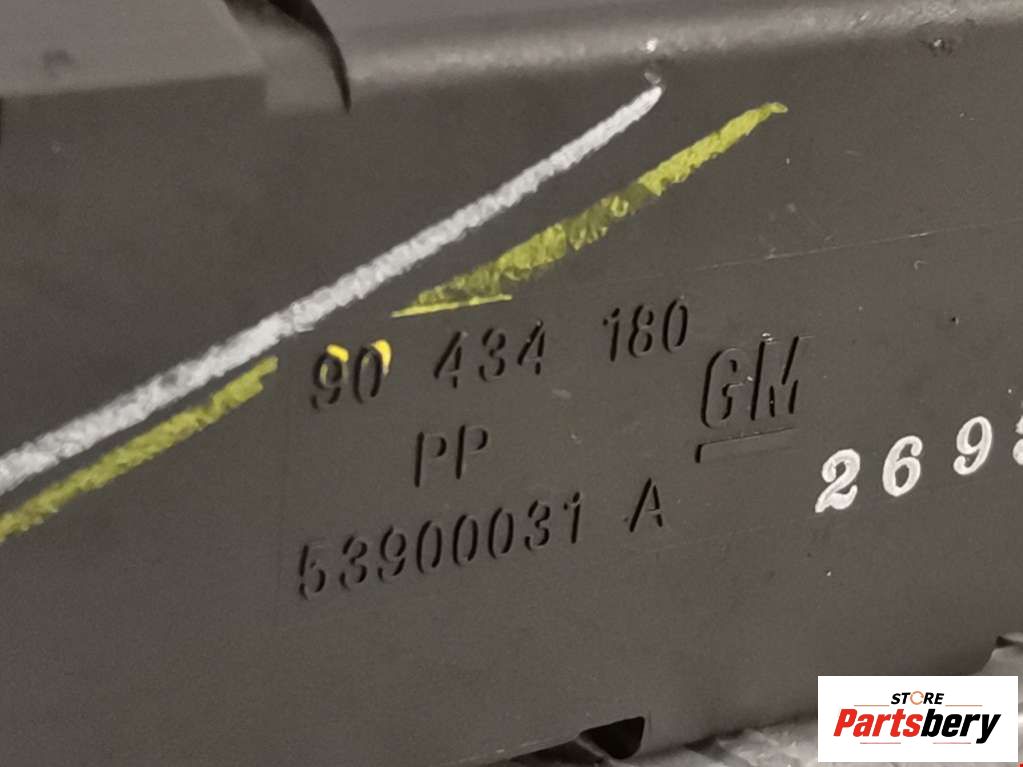 90 434 180
GM
PP
269
53900031 A
STORE
Partsbery